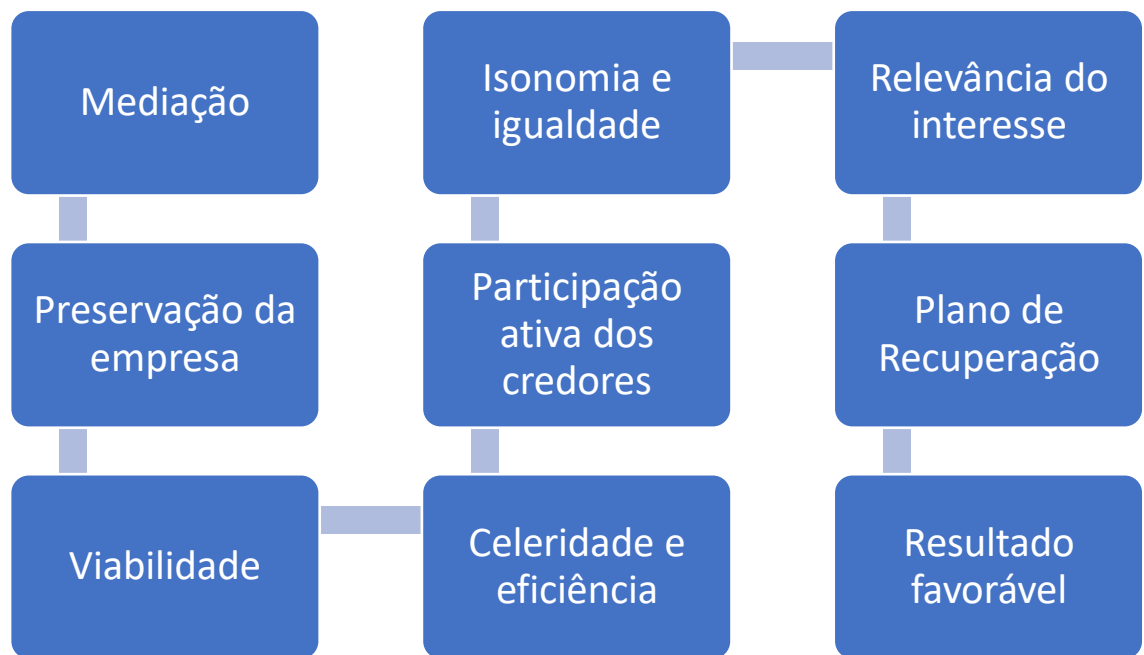 Mediação
Preservação da
empresa
Viabilidade
Celeridade e
eficiência
Participação
ativa dos
credores
Isonomia e
igualdade
Relevância do
interesse
Plano de
Recuperação
Resultado
favorável